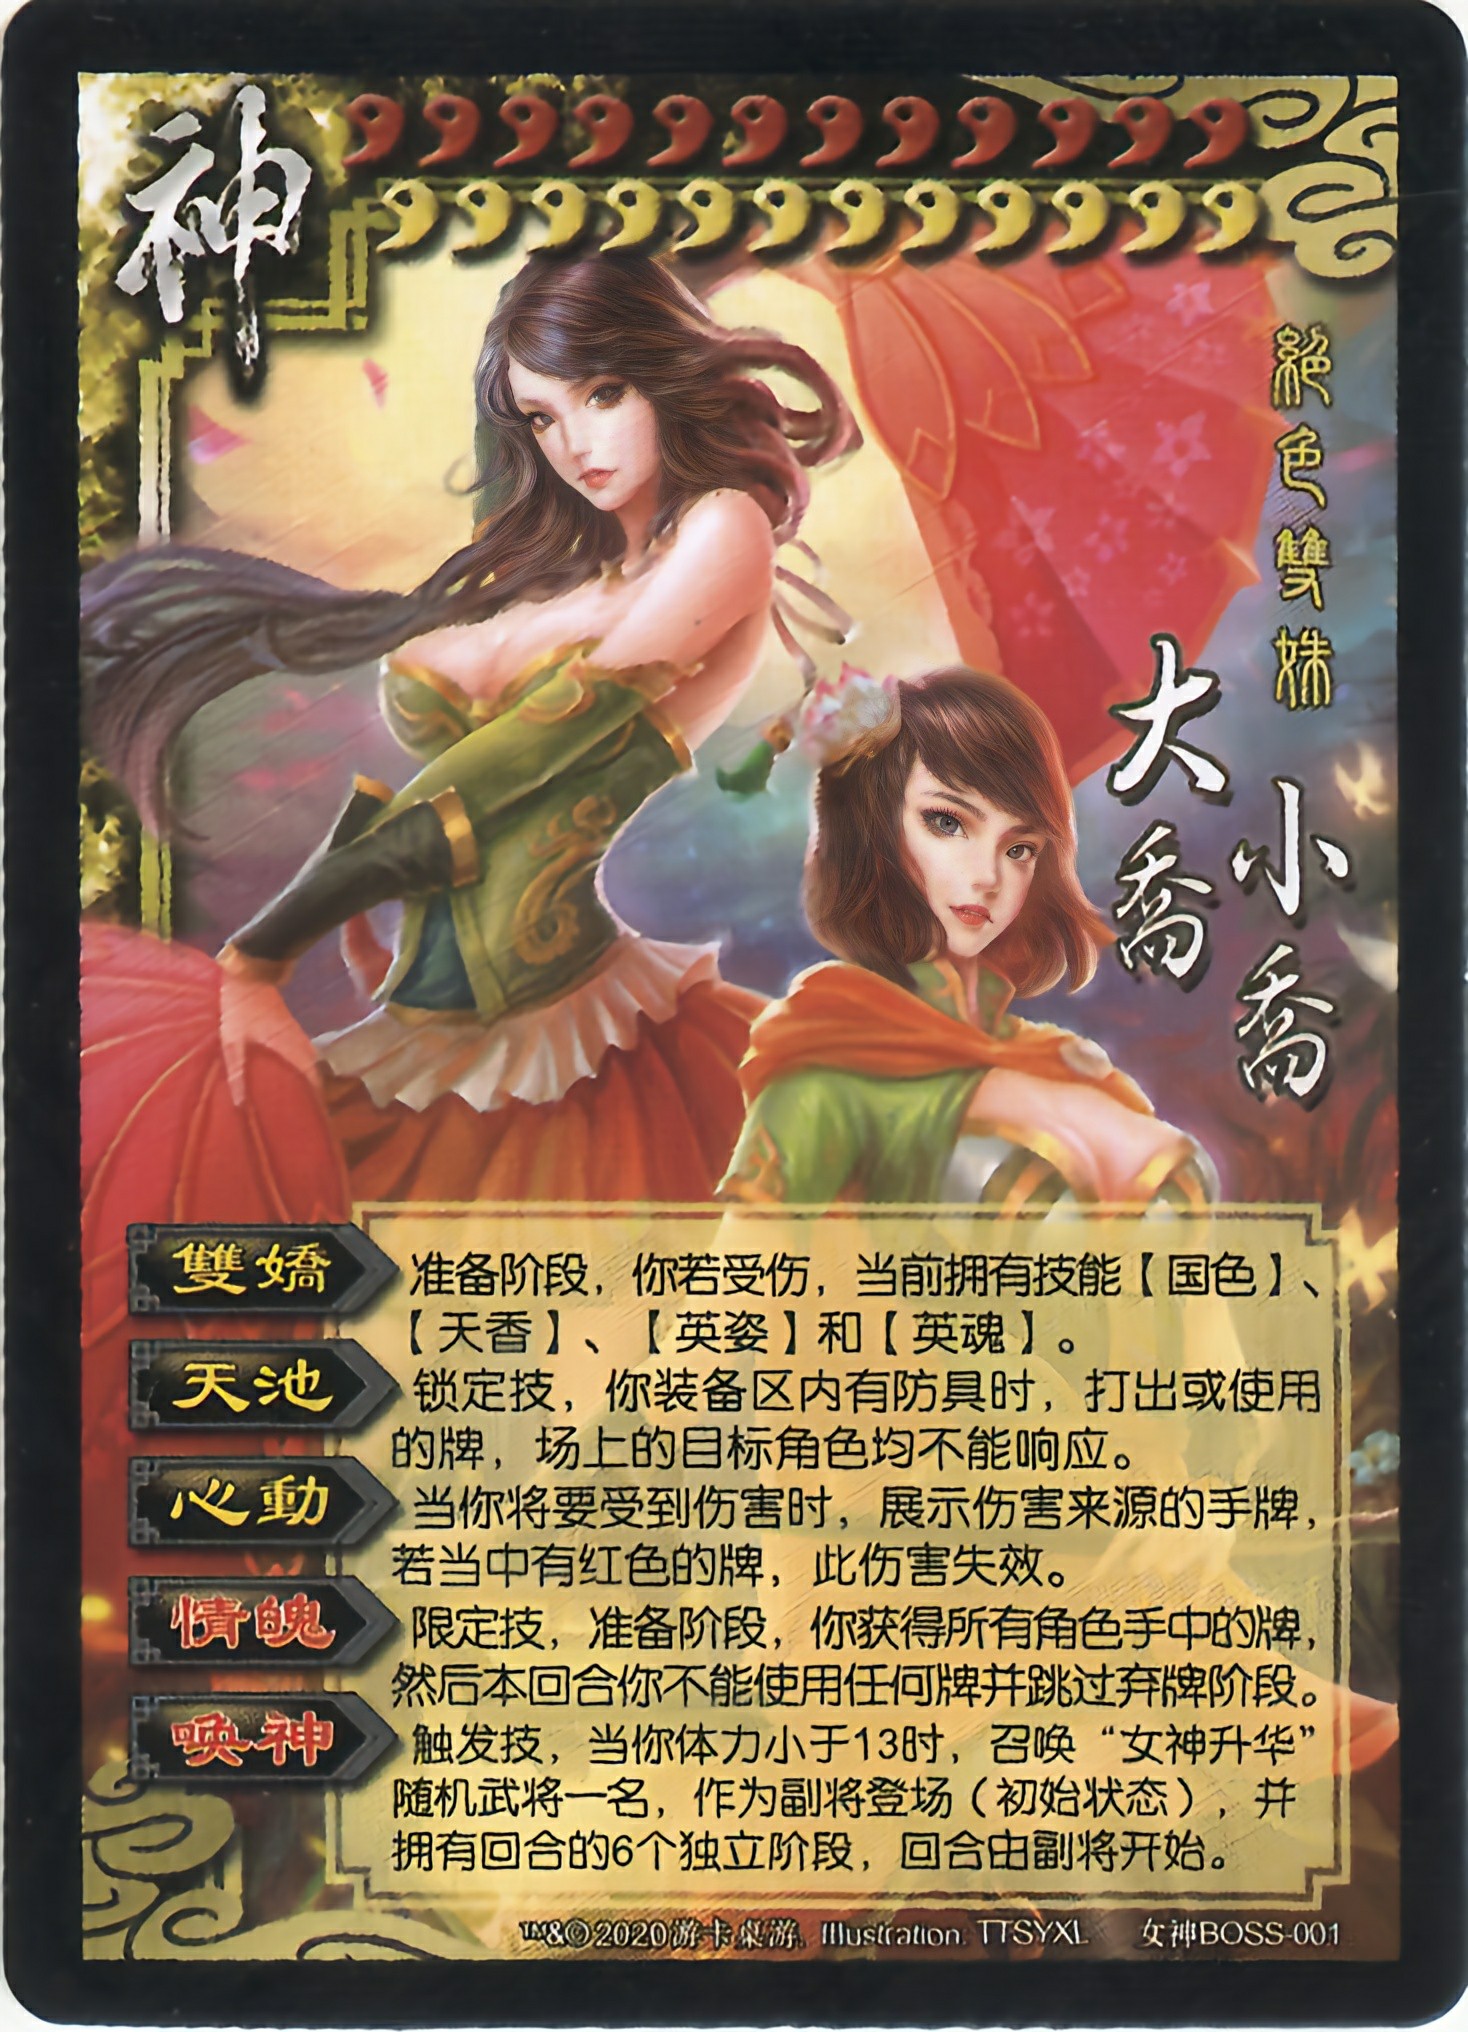 神
絕色雙姝
大喬
小喬
雙嬌
准备阶段，你若受伤，当前拥有技能【国色】、
【天香】、【英姿】和【英魂】。
天池
锁定技，你装备区内有防具时，打出或使用
的牌，场上的目标角色均不能响应。
心動
当你将要受到伤害时，展示伤害来源的手牌，
若当中有红色的牌，此伤害失效。
情魄
限定技，准备阶段，你获得所有角色手中的牌，
然后本回合你不能使用任何牌并跳过弃牌阶段。
唤神
触发技，当你体力小于13时，召唤“女神升华”
随机武将一名，作为副将登场（初始状态），并
拥有回合的6个独立阶段，回合由副将开始。
™&©2020游卡桌游. Illustration: TTSYXL 女神BOSS-001